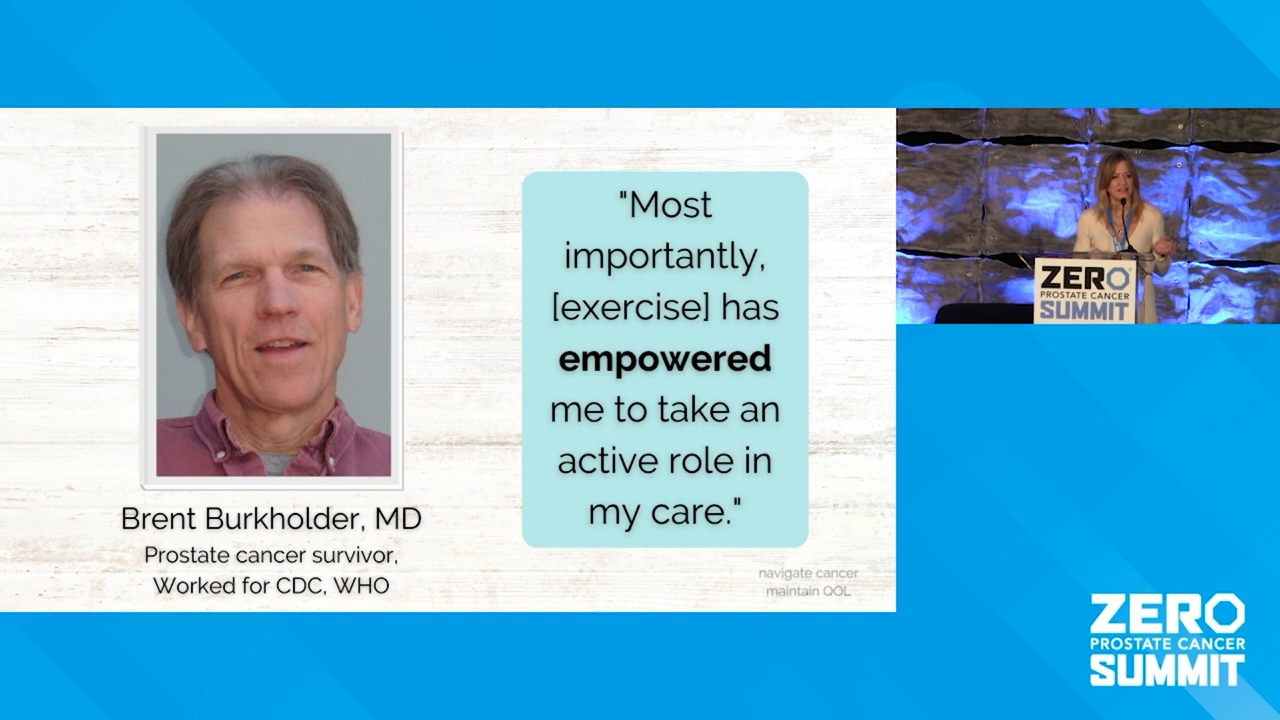 "Most
importantly,
[exercise] has
empowered
me to take an
active role in
my care."
Brent Burkholder, MD
Prostate cancer survivor,
Worked for CDC, WHO
navigate cancer
maintain QOL
ZERO
PROSTATE CANCER
SUMMIT
ZERO
PROSTATE CANCER
SUMMIT